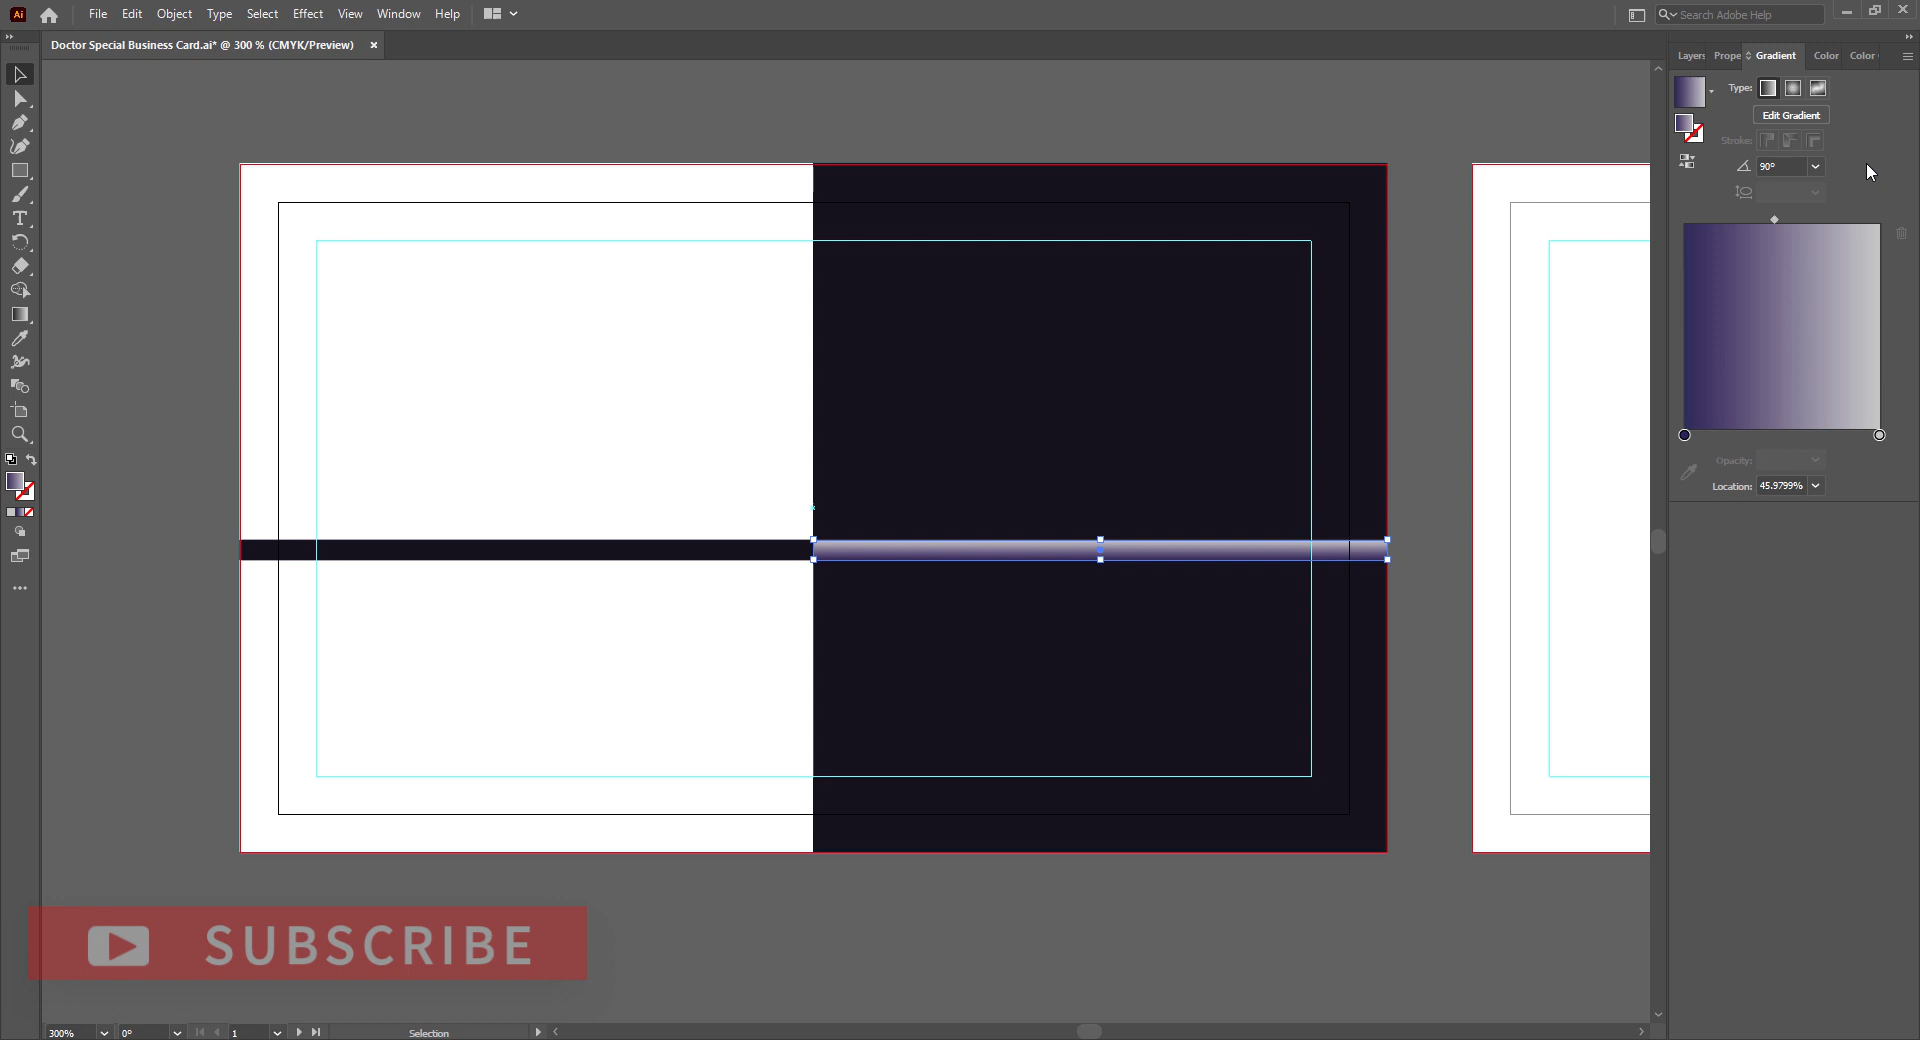 Ai File Edit Object Type Select Effect View Window Help Search Adobe Help
Doctor Special Business Card.ai* @ 300 % (CMYK/Preview) ×
Layers Prope Gradient Color Color
Type:
Edit Gradient
Stroke:
90°
Opacity:
Location: 45.9799%
SUBSCRIBE
300% 0° 1 Selection